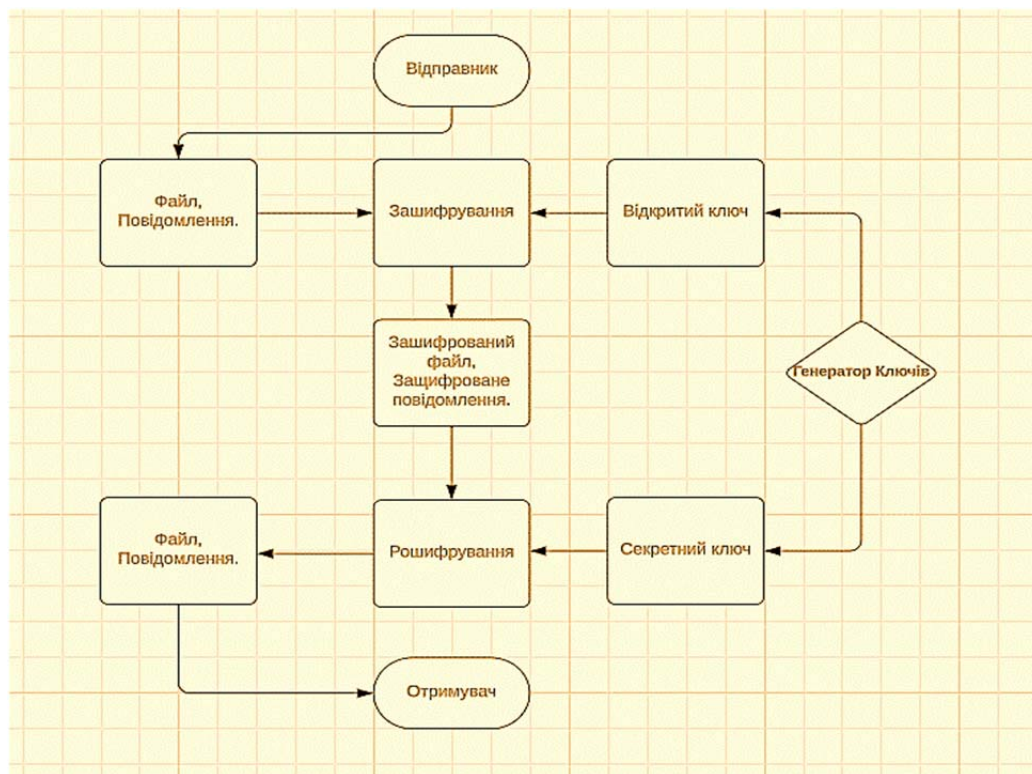 Відправник
Файл,
Повідомлення.
Зашифрування
Відкритий ключ
Зашифрований
файл,
Защифроване
повідомлення.
Генератор Ключів
Файл,
Повідомлення.
Рошифрування
Секретний ключ
Отримувач